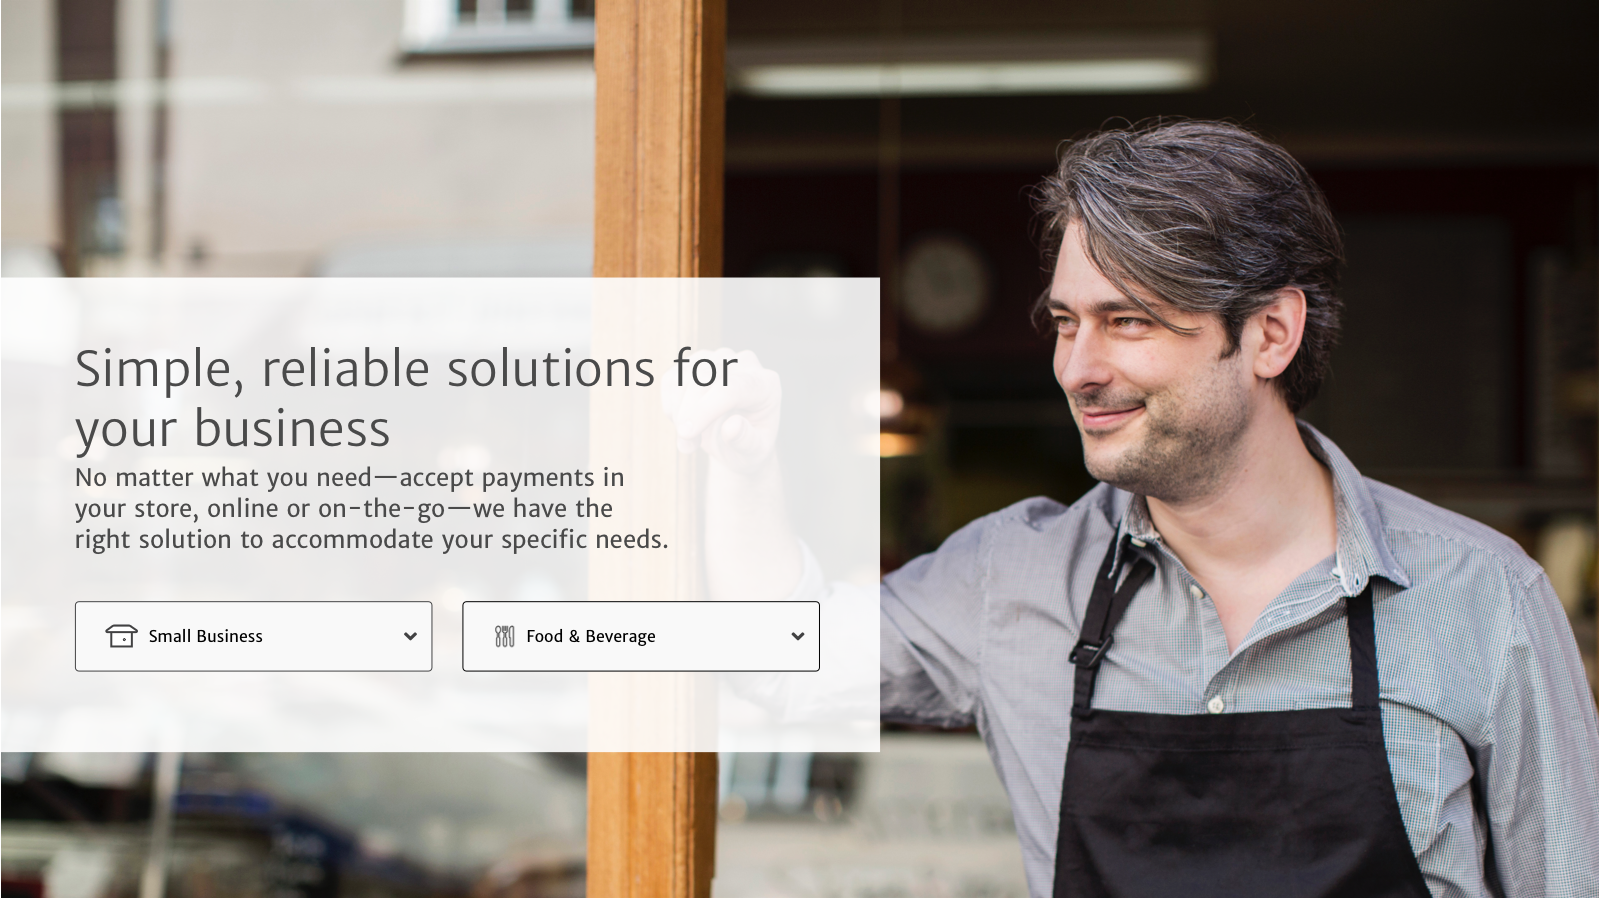 Simple, reliable solutions for
your business
No matter what you need—accept payments in
your store, online or on-the-go—we have the
right solution to accommodate your specific needs.
Small Business
Food & Beverage